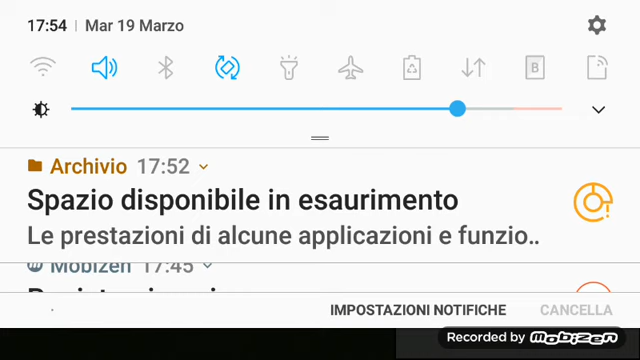 17:54 | Mar 19 Marzo
B
Archivio 17:52
Spazio disponibile in esaurimento
Le prestazioni di alcune applicazioni e funzio..
Mobizen 17:45
IMPOSTAZIONI NOTIFICHE CANCELLA
Recorded by MOBIZEN